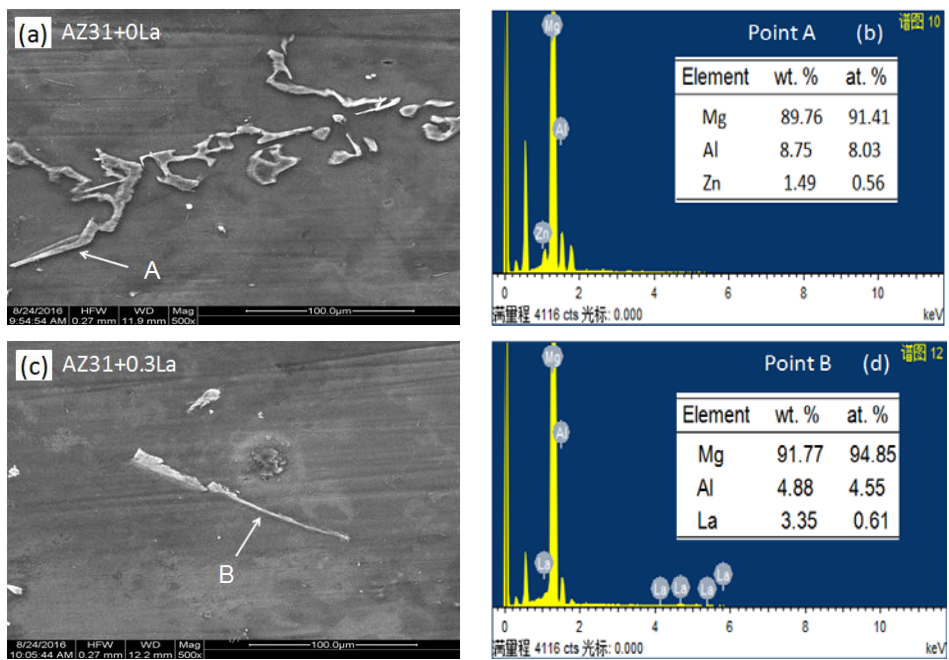 (a) AZ31+0La
A
8/24/2016 HFW WD Mag 100.0µm
9:54:54 AM 0.27 mm 11.9 mm 500x
谱图 10
Point A (b)
Mg
Al
Zn
Element wt. % at. %
Mg 89.76 91.41
Al 8.75 8.03
Zn 1.49 0.56
0 2 4 6 8 10
满量程 4116 cts 光标: 0.000 keV
(c) AZ31+0.3La
B
8/24/2016 HFW WD Mag 100.0µm
10:05:44 AM 0.27 mm 12.2 mm 500x
谱图 12
Point B (d)
Mg
Al
La
La La La La
Element wt. % at. %
Mg 91.77 94.85
Al 4.88 4.55
La 3.35 0.61
0 2 4 6 8 10
满量程 4116 cts 光标: 0.000 keV